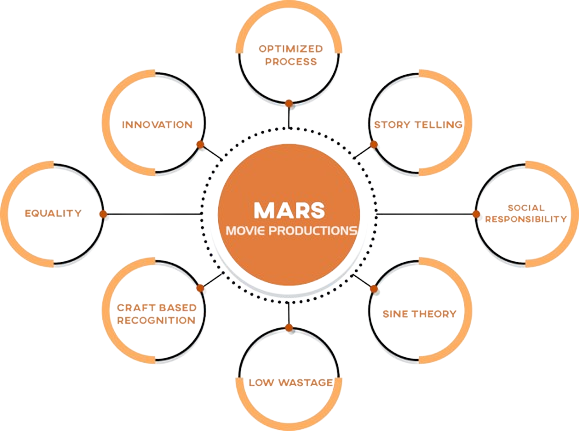 OPTIMIZED
PROCESS
INNOVATION
STORY TELLING
MARS
MOVIE PRODUCTIONS
EQUALITY
SOCIAL
RESPONSIBILITY
CRAFT BASED
RECOGNITION
SINE THEORY
LOW WASTAGE